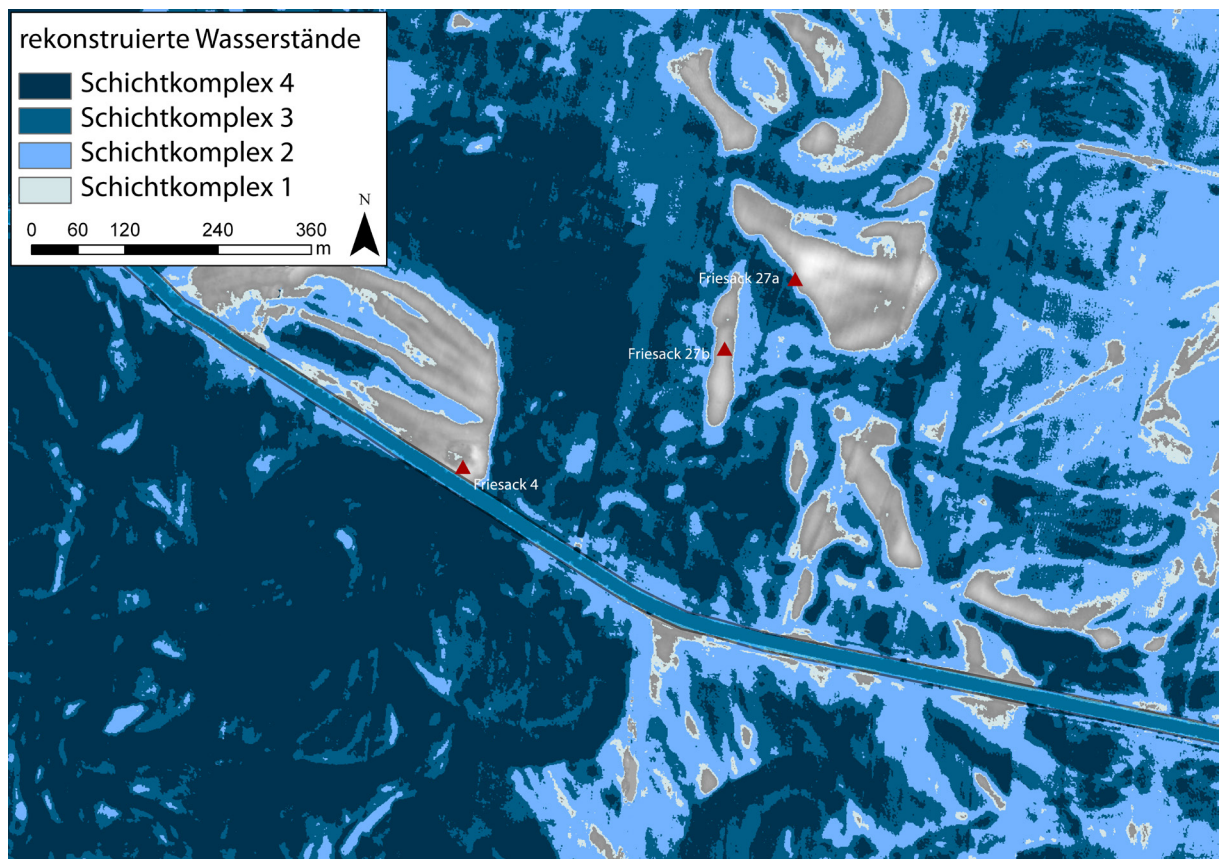 rekonstruierte Wasserstände
Schichtkomplex 4
Schichtkomplex 3
Schichtkomplex 2
Schichtkomplex 1
N
0 60 120 240 360
m
Friesack 27a
Friesack 27b
Friesack 4